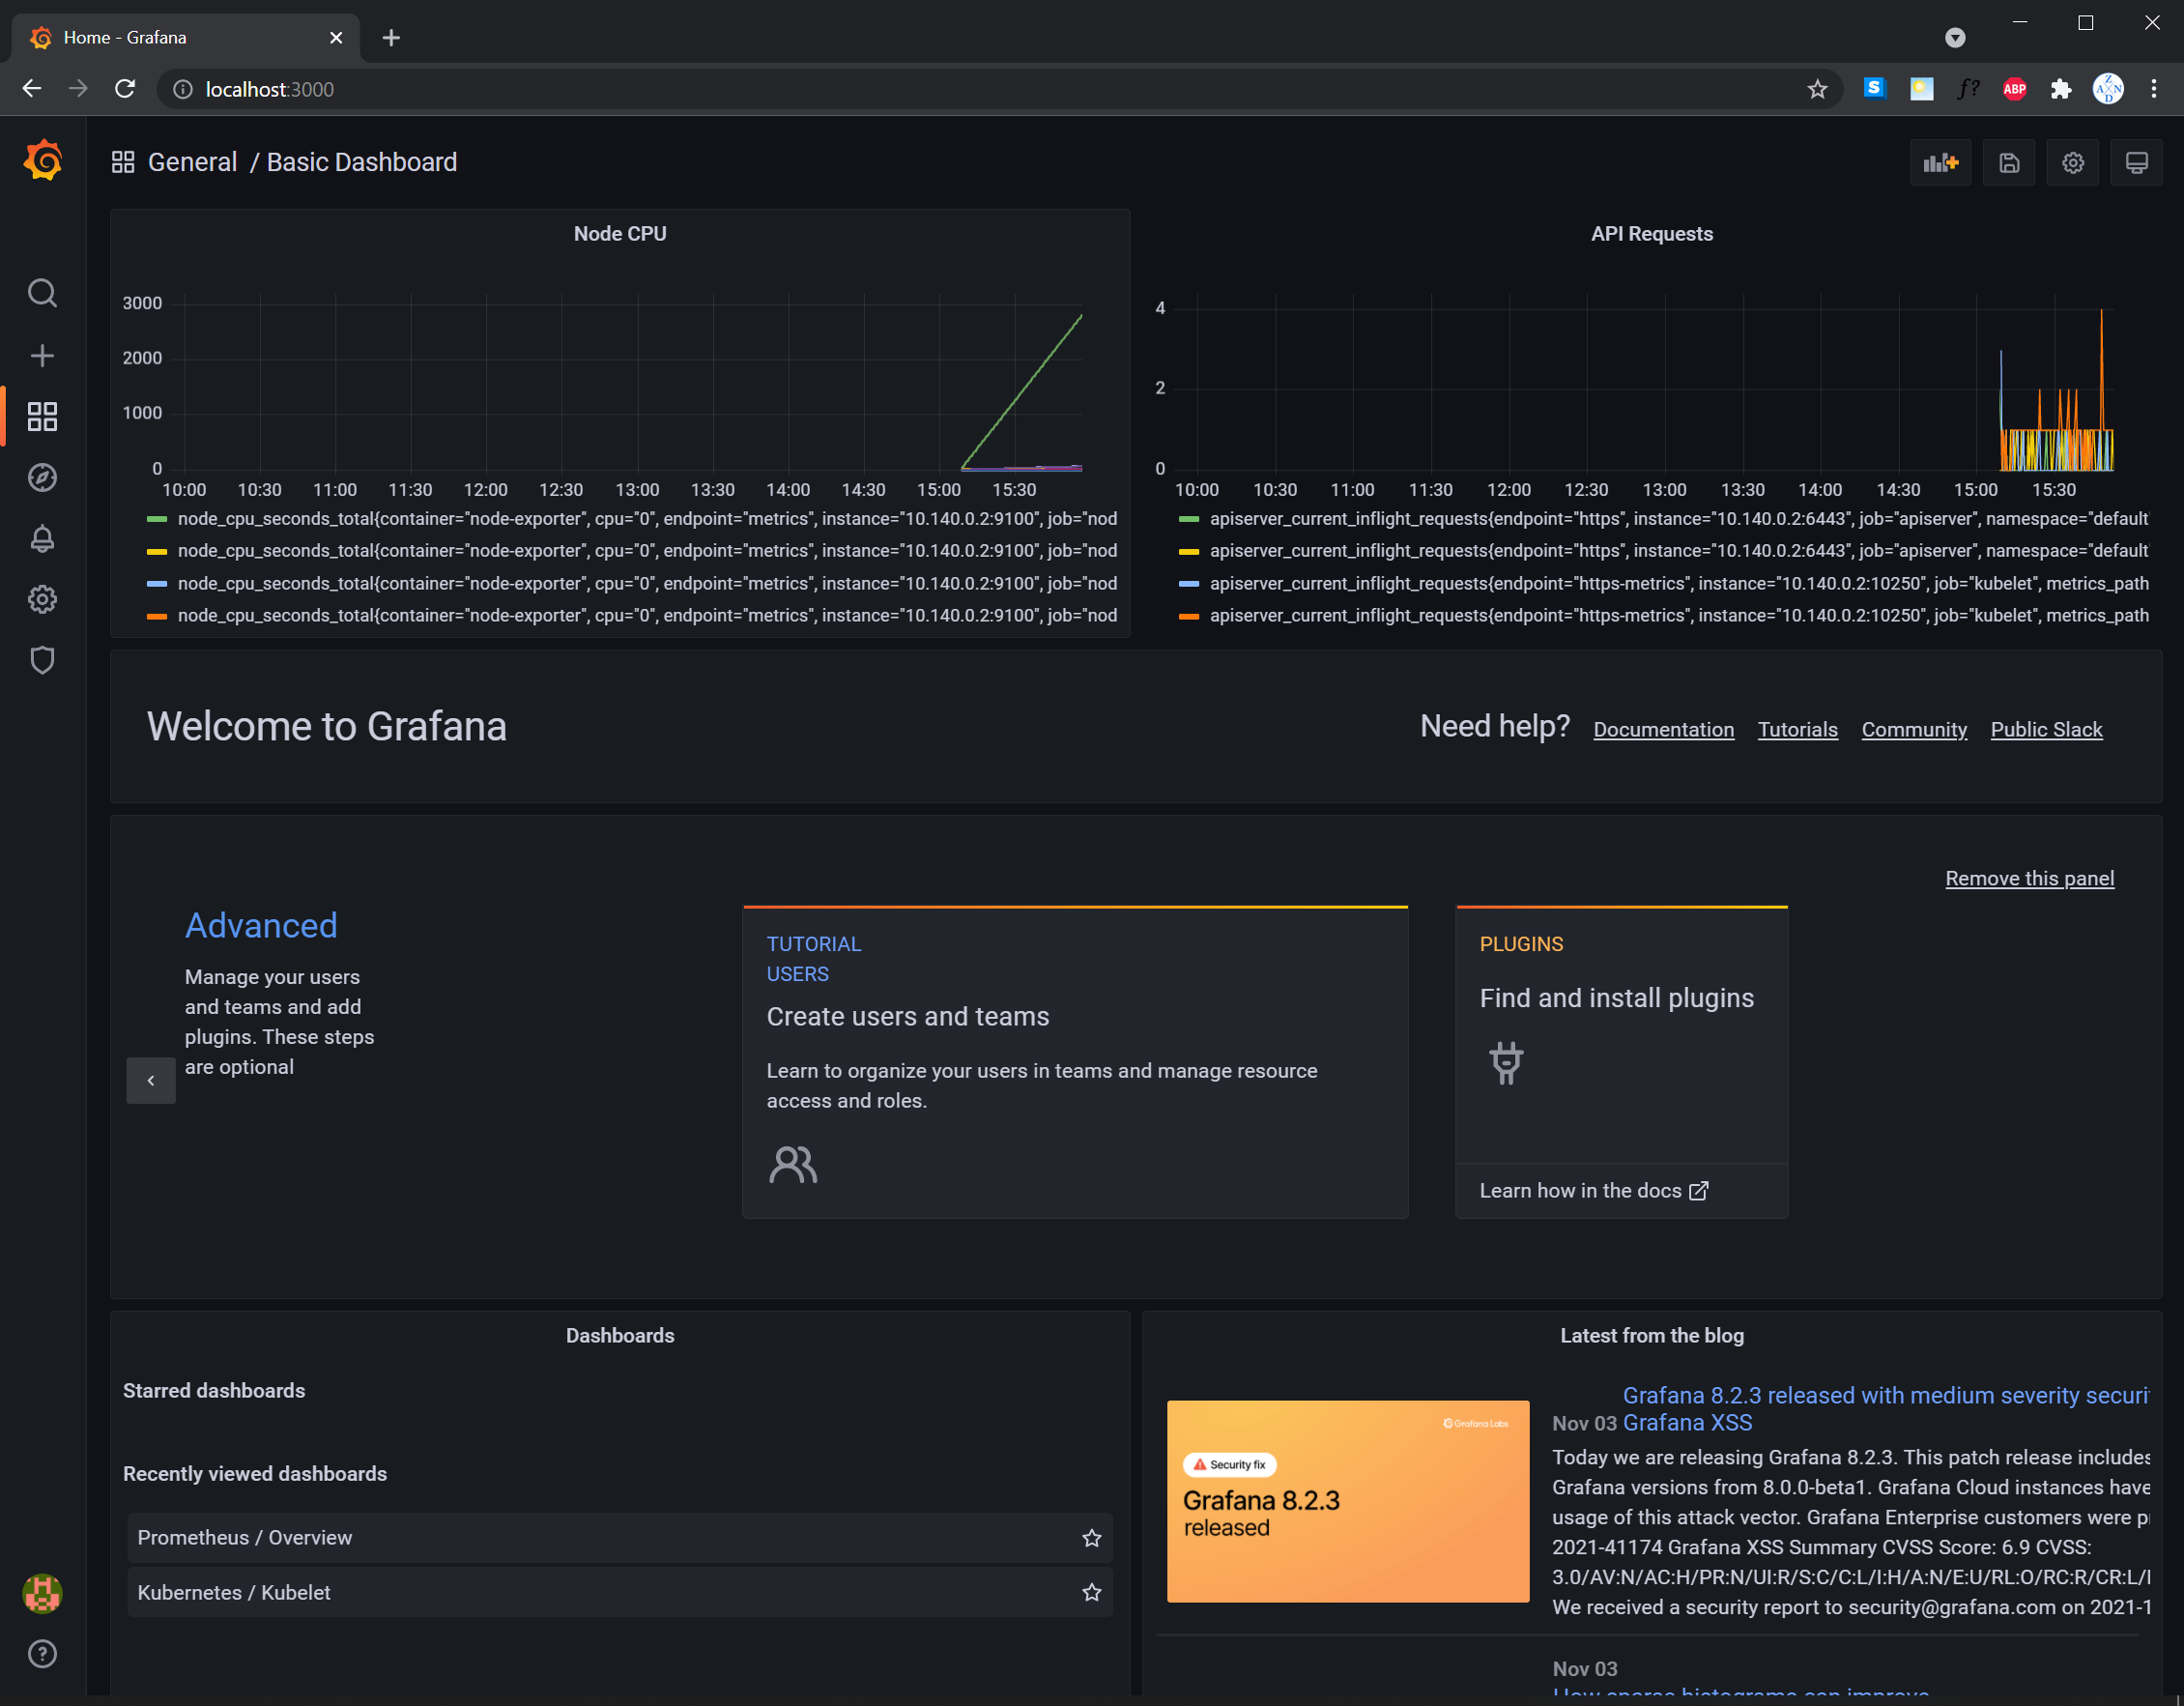 Home - Grafana
localhost:3000
S
f?
ABP
Z
A X N
D
General / Basic Dashboard
Node CPU
3000
2000
1000
0
10:00 10:30 11:00 11:30 12:00 12:30 13:00 13:30 14:00 14:30 15:00 15:30
node_cpu_seconds_total{container="node-exporter", cpu="0", endpoint="metrics", instance="10.140.0.2:9100", job="nod
node_cpu_seconds_total{container="node-exporter", cpu="0", endpoint="metrics", instance="10.140.0.2:9100", job="nod
node_cpu_seconds_total{container="node-exporter", cpu="0", endpoint="metrics", instance="10.140.0.2:9100", job="nod
node_cpu_seconds_total{container="node-exporter", cpu="0", endpoint="metrics", instance="10.140.0.2:9100", job="nod
API Requests
4
2
0
10:00 10:30 11:00 11:30 12:00 12:30 13:00 13:30 14:00 14:30 15:00 15:30
apiserver_current_inflight_requests{endpoint="https", instance="10.140.0.2:6443", job="apiserver", namespace="default"
apiserver_current_inflight_requests{endpoint="https", instance="10.140.0.2:6443", job="apiserver", namespace="default"
apiserver_current_inflight_requests{endpoint="https-metrics", instance="10.140.0.2:10250", job="kubelet", metrics_path
apiserver_current_inflight_requests{endpoint="https-metrics", instance="10.140.0.2:10250", job="kubelet", metrics_path
Welcome to Grafana
Need help? Documentation Tutorials Community Public Slack
Remove this panel
Advanced
Manage your users
and teams and add
plugins. These steps
are optional
TUTORIAL
USERS
Create users and teams
Learn to organize your users in teams and manage resource
access and roles.
PLUGINS
Find and install plugins
Learn how in the docs
Dashboards
Starred dashboards
Recently viewed dashboards
Prometheus / Overview
Kubernetes / Kubelet
Latest from the blog
Grafana Labs
Security fix
Grafana 8.2.3
released
Grafana 8.2.3 released with medium severity securi
Nov 03 Grafana XSS
Today we are releasing Grafana 8.2.3. This patch release includes
Grafana versions from 8.0.0-beta1. Grafana Cloud instances have
usage of this attack vector. Grafana Enterprise customers were p
2021-41174 Grafana XSS Summary CVSS Score: 6.9 CVSS:
3.0/AV:N/AC:H/PR:N/UI:R/S:C/C:L/I:H/A:N/E:U/RL:O/RC:R/CR:L/
We received a security report to security@grafana.com on 2021-1
Nov 03
How sparse histograms can improve